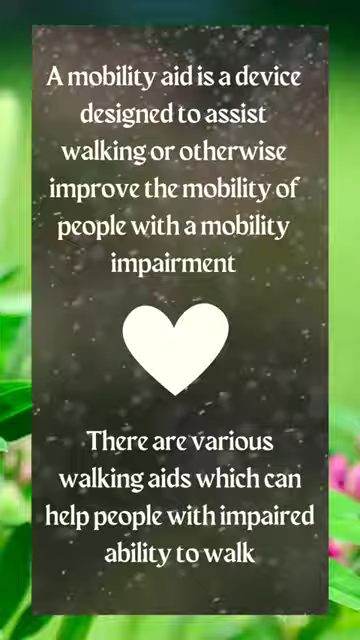 A mobility aid is a device
designed to assist
walking or otherwise
improve the mobility of
people with a mobility
impairment
There are various
walking aids which can
help people with impaired
ability to walk